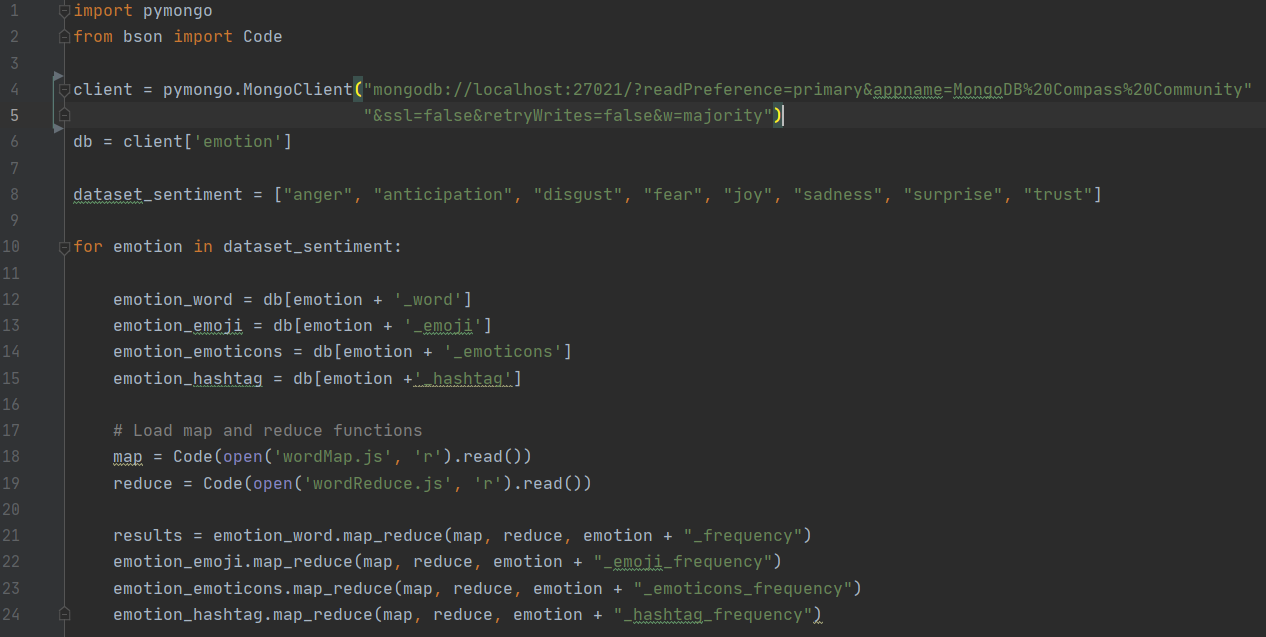 1 import pymongo
2 from bson import Code
3
4 client = pymongo.MongoClient("mongodb://localhost:27021/?readPreference=primary&appname=MongoDB%20Compass%20Community"
5 "&ssl=false&retryWrites=false&w=majority")
6 db = client['emotion']
7
8 dataset_sentiment = ["anger", "anticipation", "disgust", "fear", "joy", "sadness", "surprise", "trust"]
9
10 for emotion in dataset_sentiment:
11
12 emotion_word = db[emotion + '_word']
13 emotion_emoji = db[emotion + '_emoji']
14 emotion_emoticons = db[emotion + '_emoticons']
15 emotion_hashtag = db[emotion +'_hashtag']
16
17 # Load map and reduce functions
18 map = Code(open('wordMap.js', 'r').read())
19 reduce = Code(open('wordReduce.js', 'r').read())
20
21 results = emotion_word.map_reduce(map, reduce, emotion + "_frequency")
22 emotion_emoji.map_reduce(map, reduce, emotion + "_emoji_frequency")
23 emotion_emoticons.map_reduce(map, reduce, emotion + "_emoticons_frequency")
24 emotion_hashtag.map_reduce(map, reduce, emotion + "_hashtag_frequency")